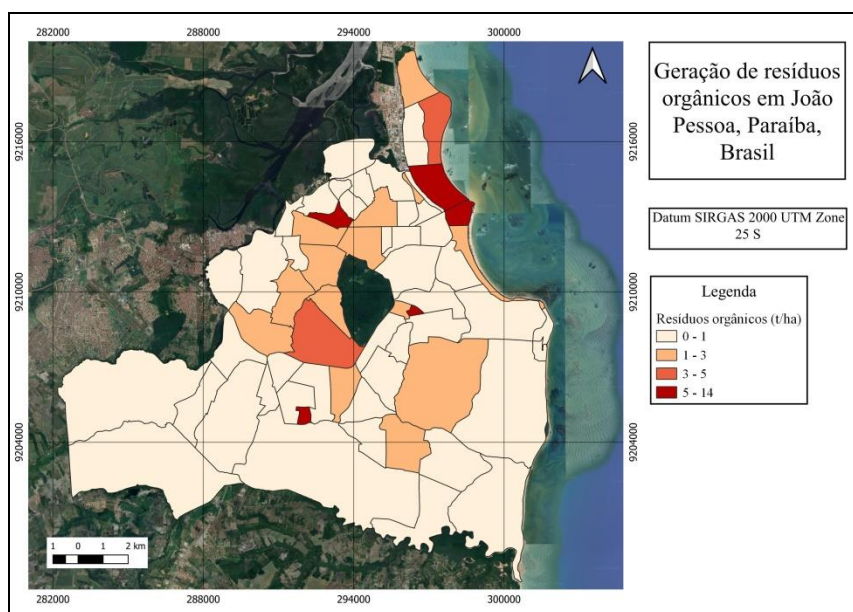 282000
288000
294000
300000
9216000
9210000
9204000
9216000
9210000
9204000
1 0 1 2 km
282000
288000
294000
300000
Geração de resíduos
orgânicos em João
Pessoa, Paraíba,
Brasil
Datum SIRGAS 2000 UTM Zone
25 S
Legenda
Resíduos orgânicos (t/ha)
0 - 1
1 - 3
3 - 5
5 - 14